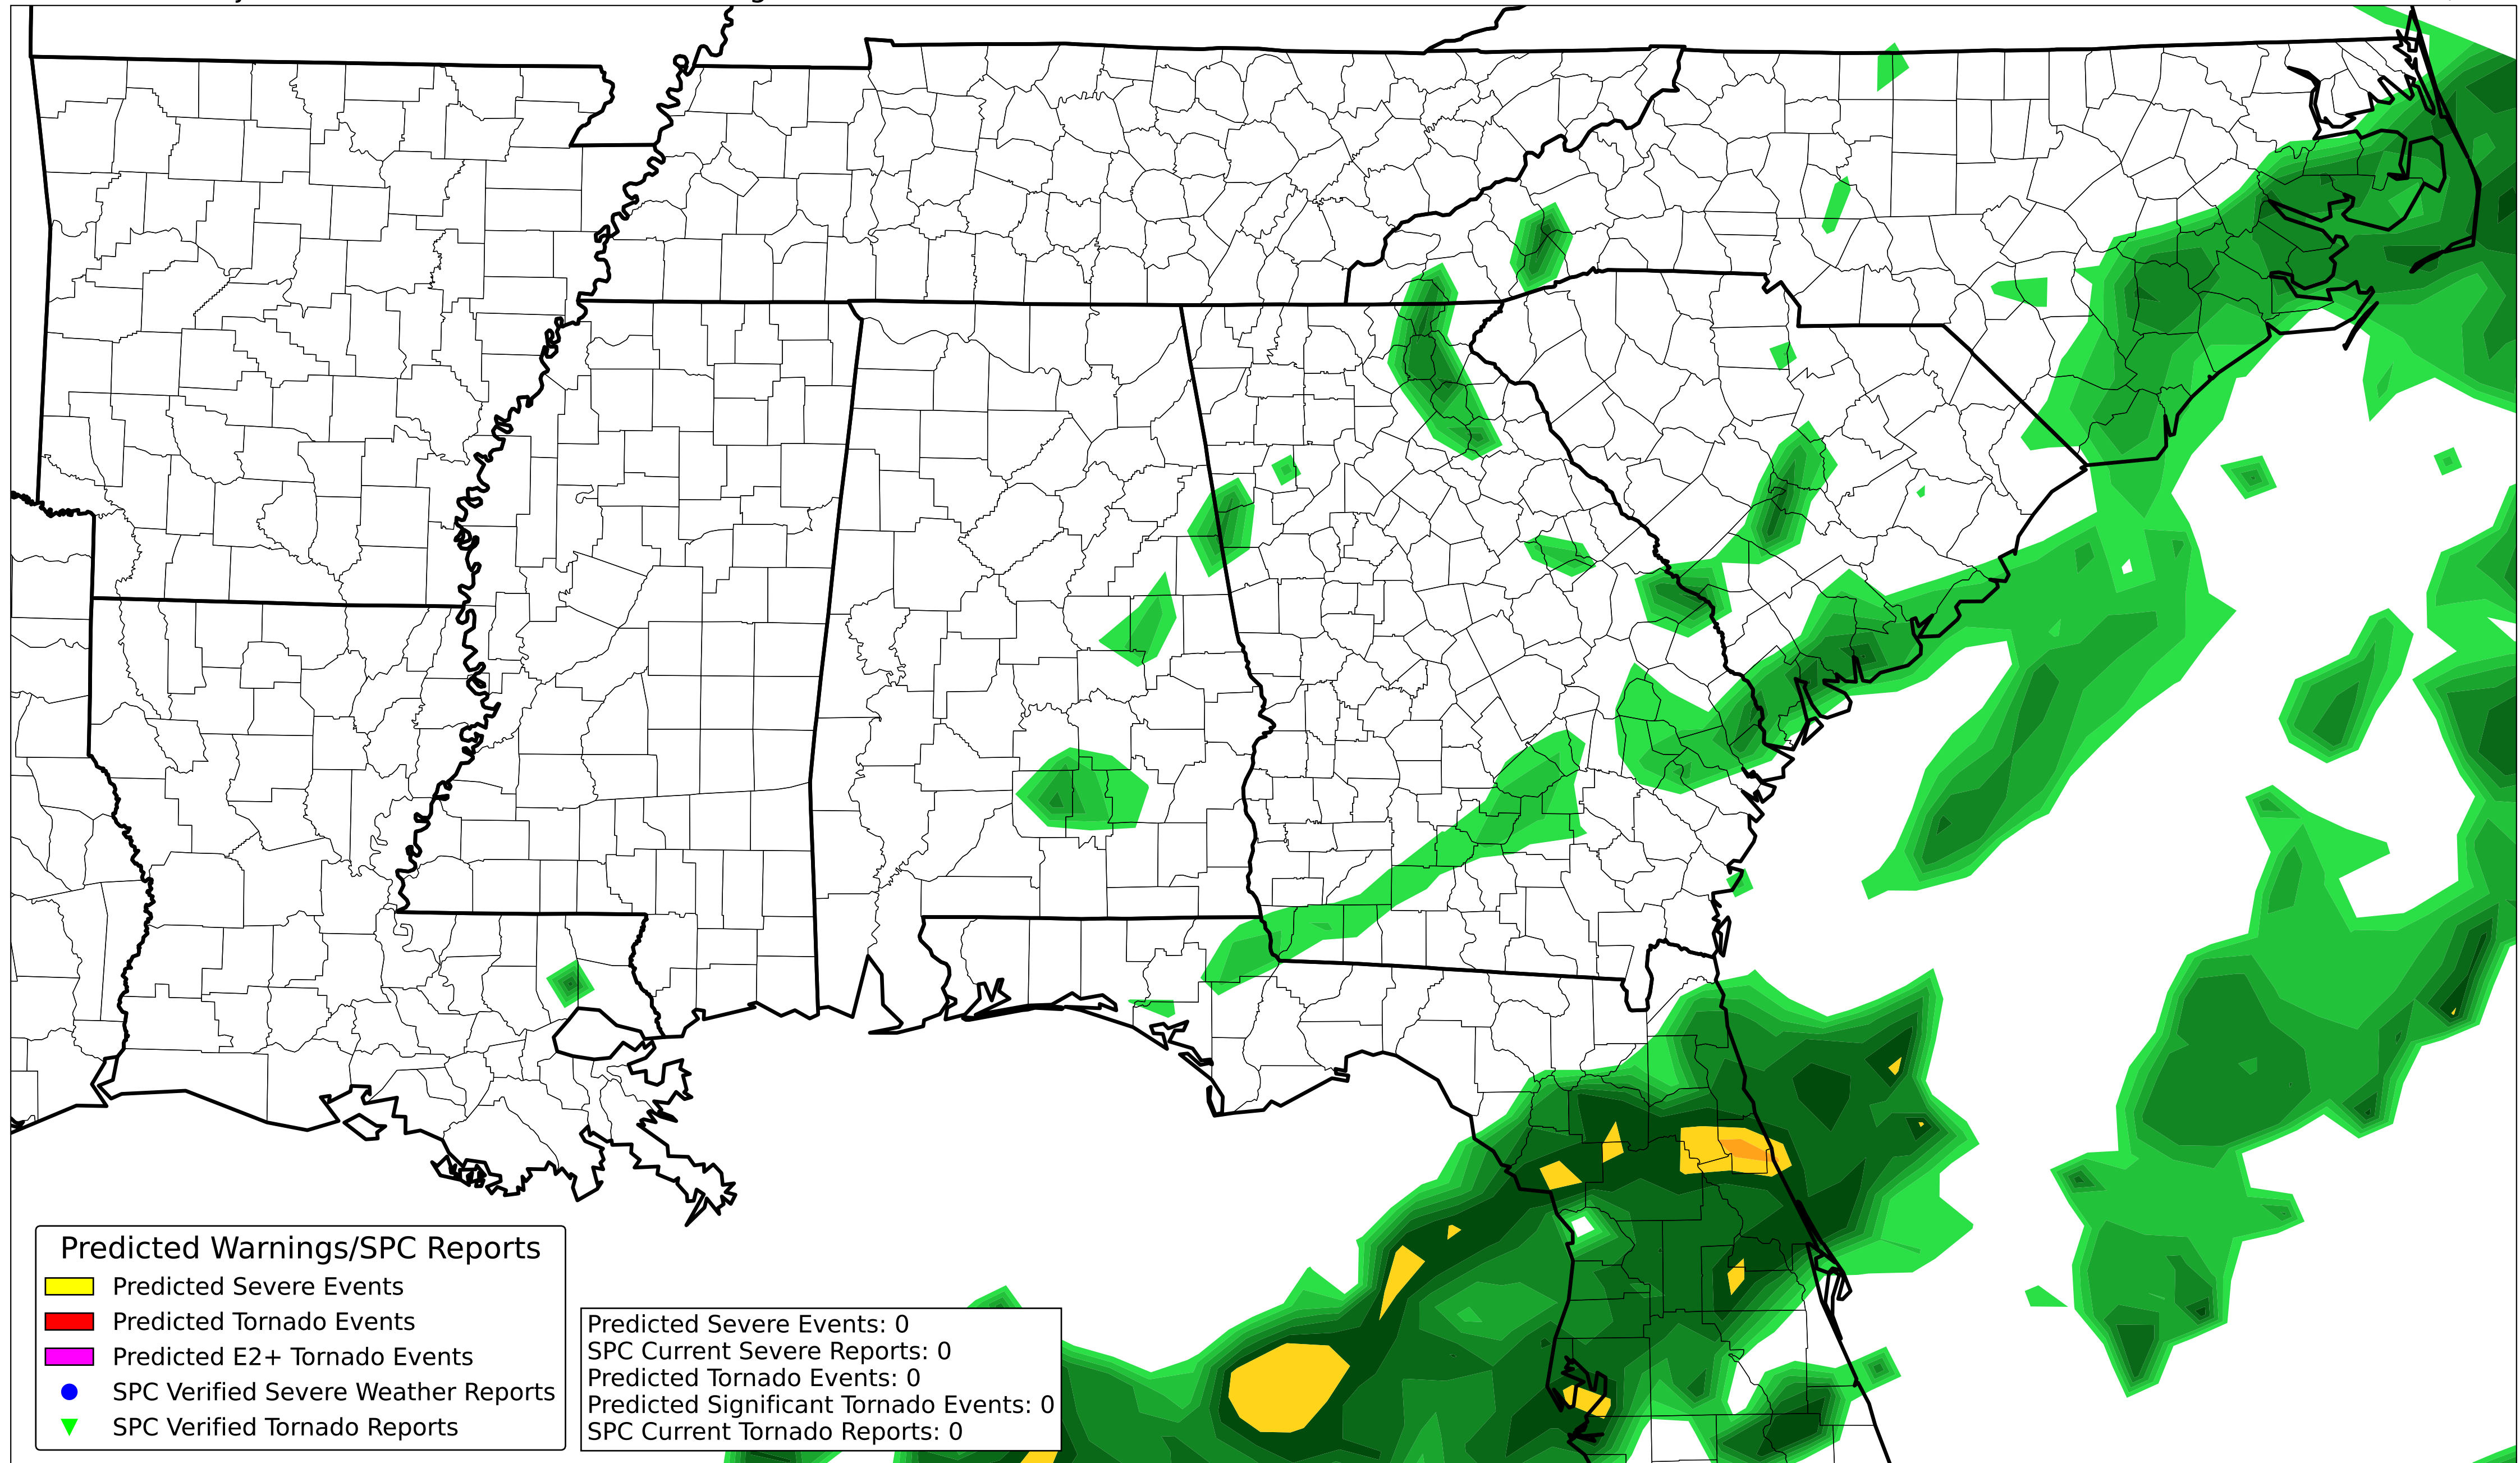 Predicted Warnings/SPC Reports
Predicted Severe Events
Predicted Tornado Events
Predicted E2+ Tornado Events
SPC Verified Severe Weather Reports
SPC Verified Tornado Reports
Predicted Severe Events: 0
SPC Current Severe Reports: 0
Predicted Tornado Events: 0
Predicted Significant Tornado Events: 0
SPC Current Tornado Reports: 0